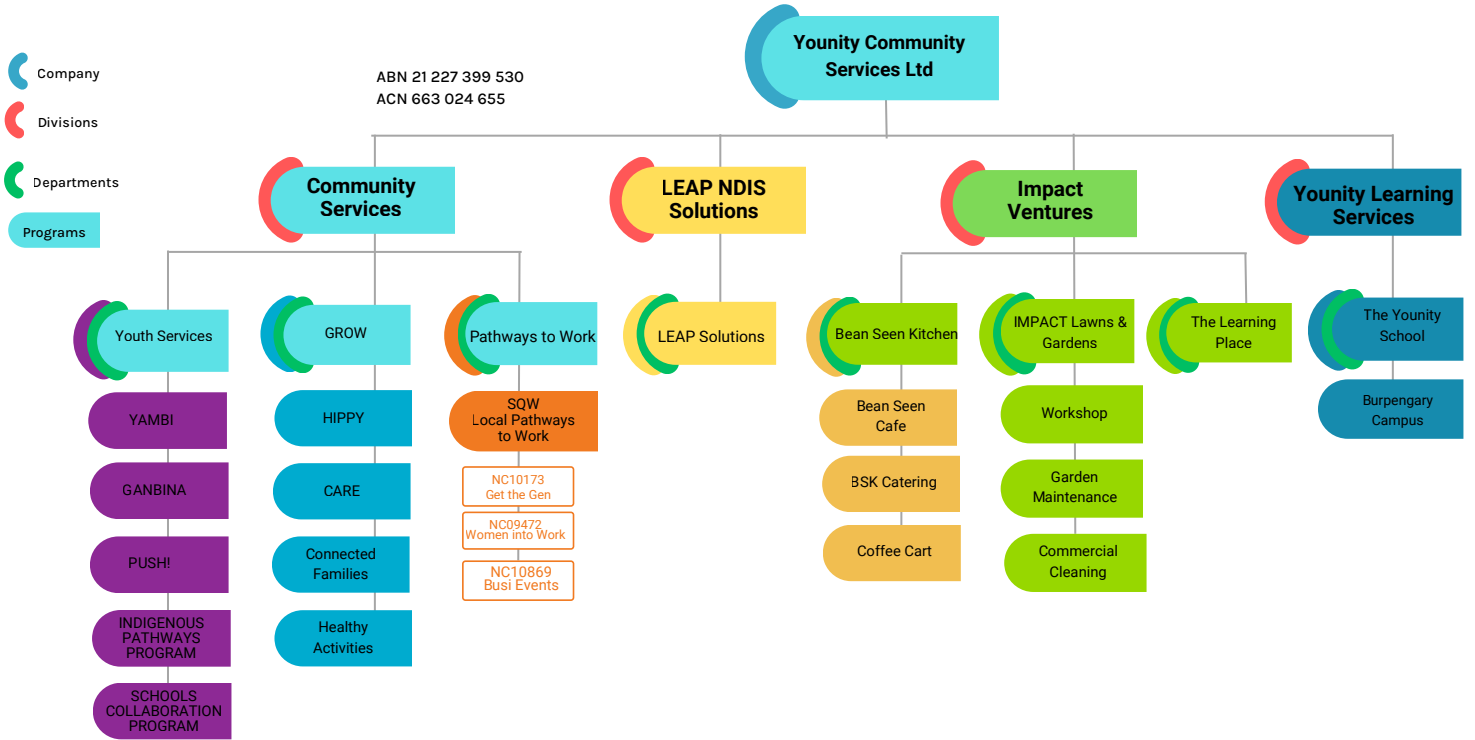 Younity Community
Services Ltd
Company
ABN 21 227 399 530
ACN 663 024 655
Divisions
Departments
Programs
Community
Services
LEAP NDIS
Solutions
Impact
Ventures
Younity Learning
Services
Youth Services
GROW
Pathways to Work
LEAP Solutions
Bean Seen Kitchen
IMPACT Lawns &
Gardens
The Learning
Place
The Younity
School
YAMBI
GANBINA
PUSH!
INDIGENOUS
PATHWAYS
PROGRAM
SCHOOLS
COLLABORATION
PROGRAM
HIPPY
CARE
Connected
Families
Healthy
Activities
SQW
Local Pathways
to Work
NC10173
Get the Gen
NC09472
Women into Work
NC10869
Busi Events
Bean Seen
Cafe
BSK Catering
Coffee Cart
Workshop
Garden
Maintenance
Commercial
Cleaning
Burpengary
Campus